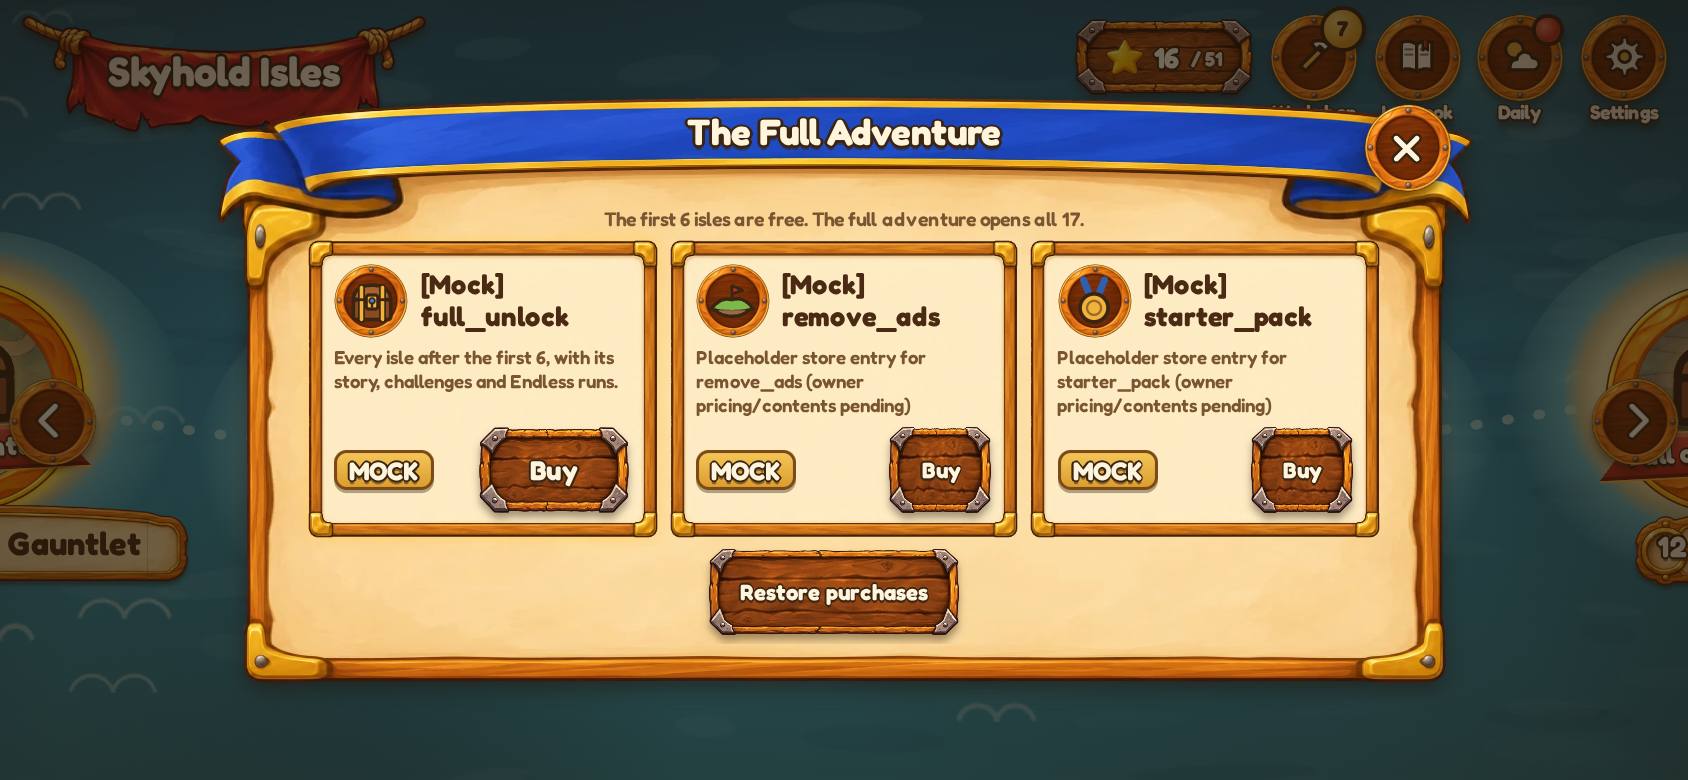 Skyhold Isles
16 /51
7
Daily
Settings
The Full Adventure
The first 6 isles are free. The full adventure opens all 17.
[Mock]
full_unlock
Every isle after the first 6, with its
story, challenges and Endless runs.
MOCK
Buy
[Mock]
remove_ads
Placeholder store entry for
remove_ads (owner
pricing/contents pending)
MOCK
Buy
[Mock]
starter_pack
Placeholder store entry for
starter_pack (owner
pricing/contents pending)
MOCK
Buy
Restore purchases
Gauntlet
12